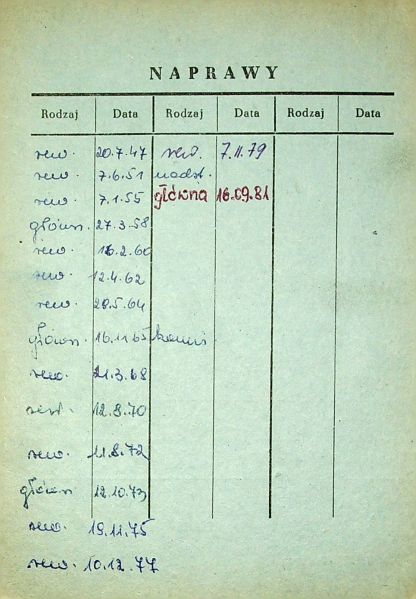 NAPRAWY
Rodzaj Data Rodzaj Data Rodzaj Data
rew. 20.7.47 rew. 7.11.79
rew. 7.6.51 nadzt.
rew. 7.1.55 główna 16.09.81
główn. 27.3.58
rew. 16.2.60
rew. 12.4.62
rew. 20.5.64
główn. 16.11.65
rew. 21.3.68
rew. 12.8.70
rew. 11.8.72
główn 12.10.73
rew. 19.11.75
rew. 10.12.77